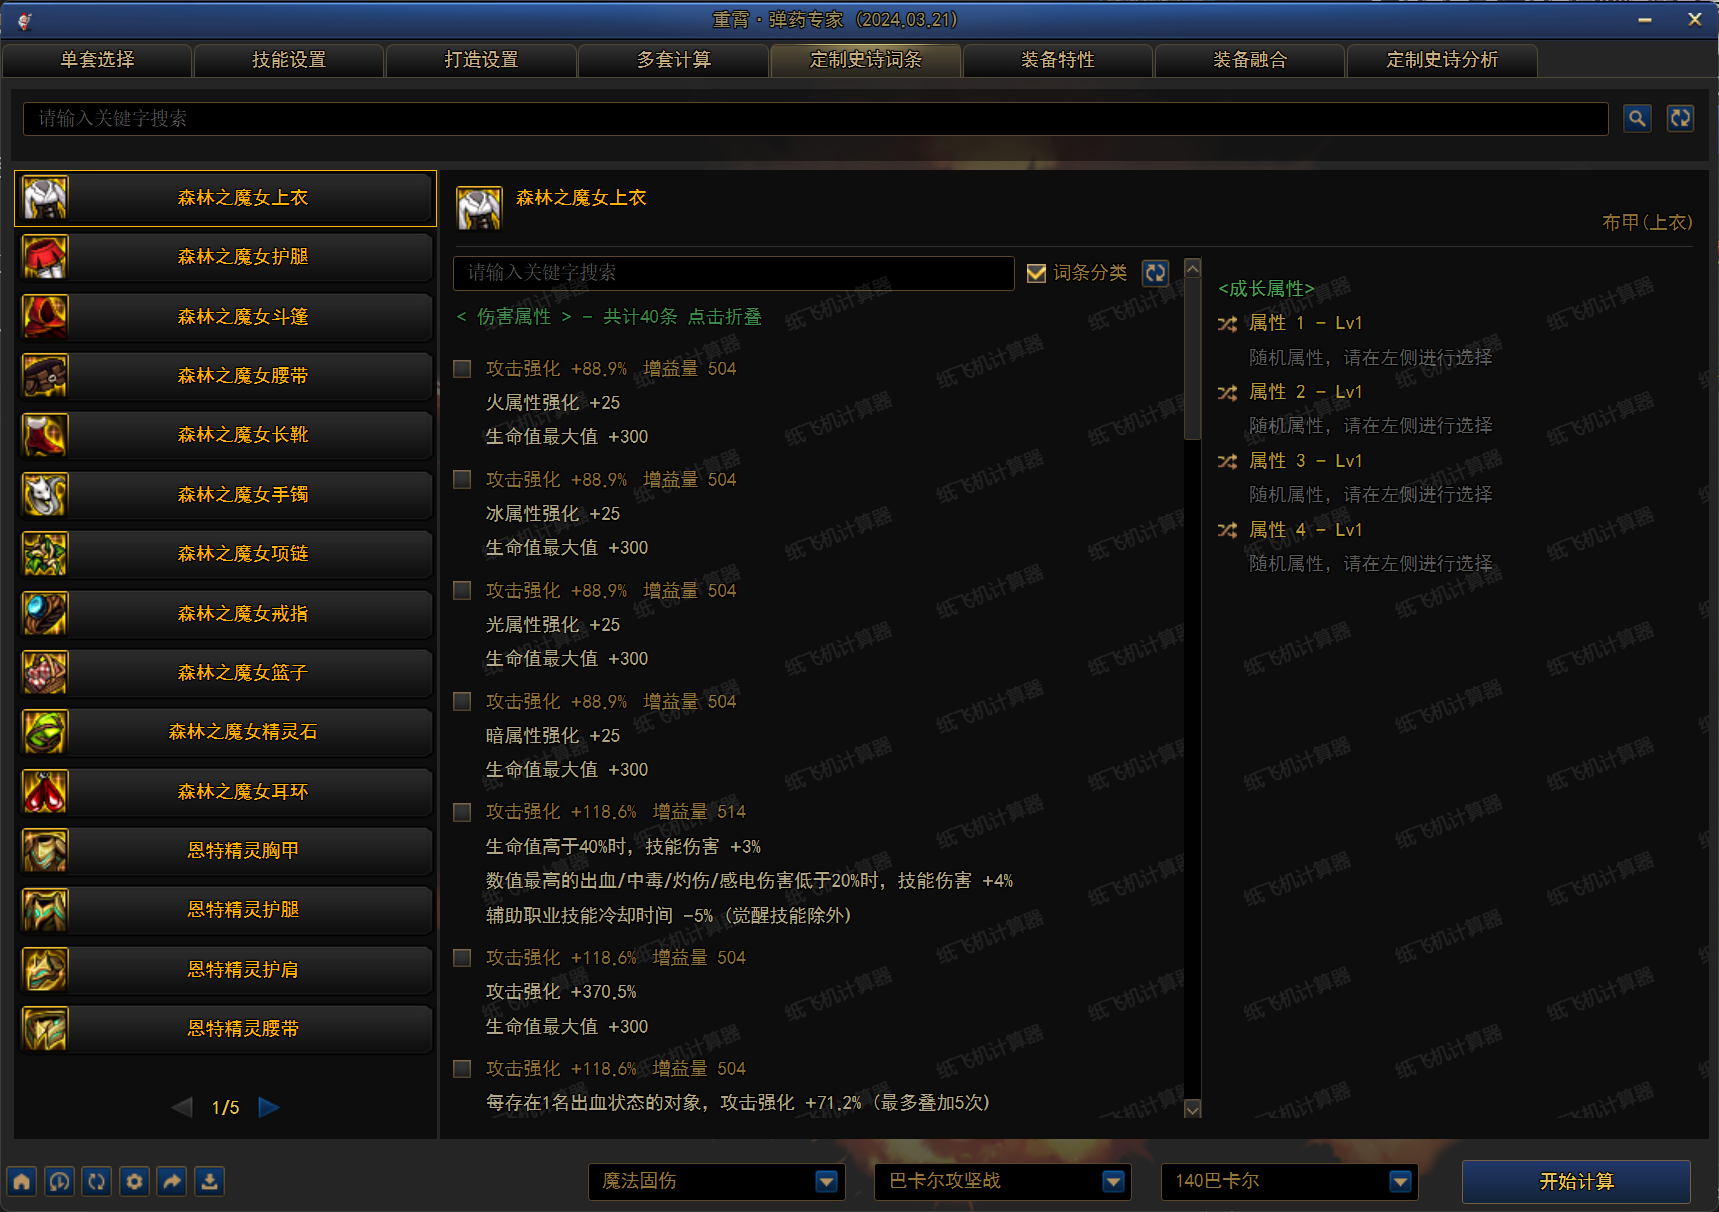 重霄·弹药专家 (2024.03.21)
单套选择 技能设置 打造设置 多套计算 定制史诗词条 装备特性 装备融合 定制史诗分析
请输入关键字搜索
森林之魔女上衣
森林之魔女护腿
森林之魔女斗篷
森林之魔女腰带
森林之魔女长靴
森林之魔女手镯
森林之魔女项链
森林之魔女戒指
森林之魔女篮子
森林之魔女精灵石
森林之魔女耳环
恩特精灵胸甲
恩特精灵护腿
恩特精灵护肩
恩特精灵腰带
1/5
森林之魔女上衣
布甲(上衣)
请输入关键字搜索
词条分类
< 伤害属性 > - 共计40条 点击折叠
攻击强化 +88.9% 增益量 504
火属性强化 +25
生命值最大值 +300
攻击强化 +88.9% 增益量 504
冰属性强化 +25
生命值最大值 +300
攻击强化 +88.9% 增益量 504
光属性强化 +25
生命值最大值 +300
攻击强化 +88.9% 增益量 504
暗属性强化 +25
生命值最大值 +300
攻击强化 +118.6% 增益量 514
生命值高于40%时，技能伤害 +3%
数值最高的出血/中毒/灼伤/感电伤害低于20%时，技能伤害 +4%
辅助职业技能冷却时间 -5% (觉醒技能除外)
攻击强化 +118.6% 增益量 504
攻击强化 +370.5%
生命值最大值 +300
攻击强化 +118.6% 增益量 504
每存在1名出血状态的对象，攻击强化 +71.2% (最多叠加5次)
<成长属性>
属性 1 - Lv1
随机属性，请在左侧进行选择
属性 2 - Lv1
随机属性，请在左侧进行选择
属性 3 - Lv1
随机属性，请在左侧进行选择
属性 4 - Lv1
随机属性，请在左侧进行选择
纸飞机计算器
魔法固伤
巴卡尔攻坚战
140巴卡尔
开始计算